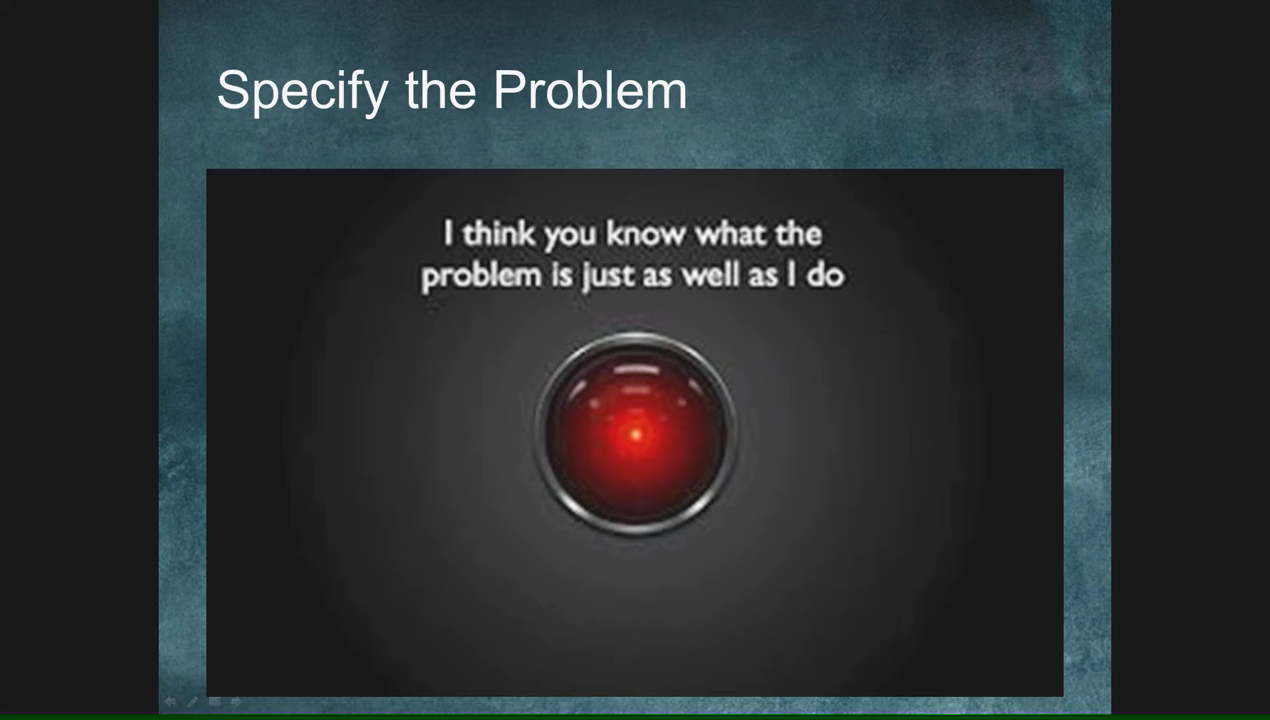 Specify the Problem
I think you know what the
problem is just as well as I do